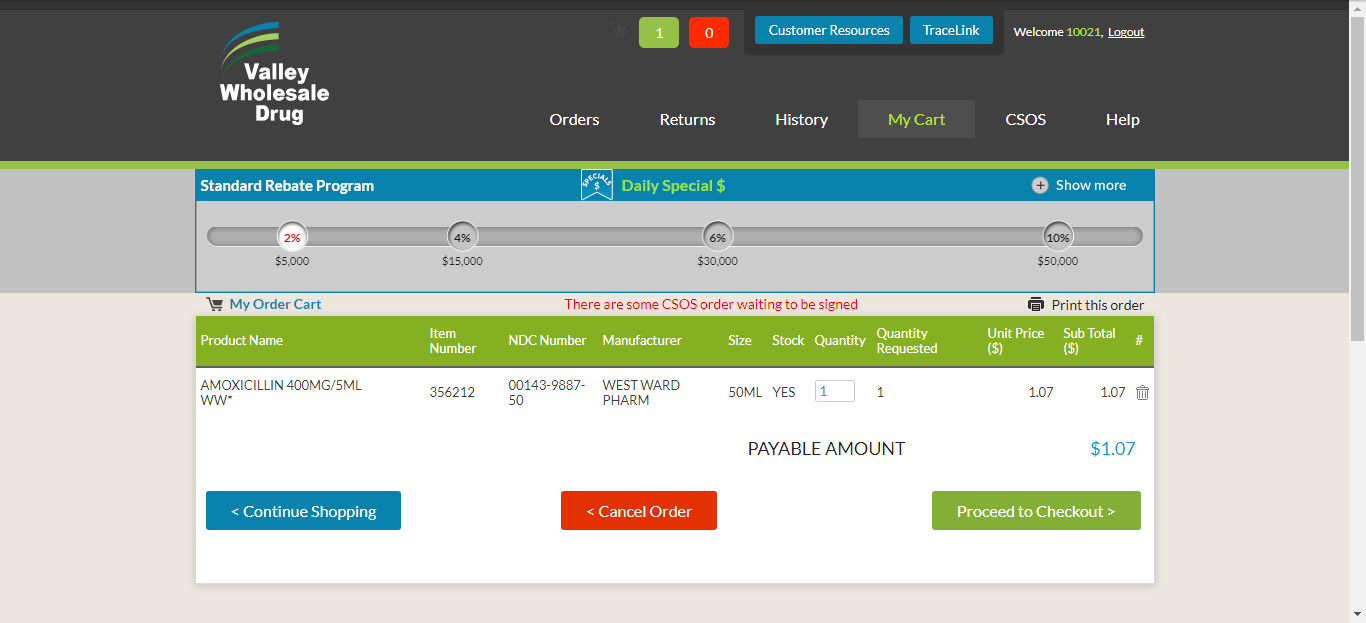 Valley
Wholesale
Drug
1 0
Customer Resources TraceLink
Welcome 10021, Logout
Orders Returns History My Cart CSOS Help
Standard Rebate Program
SPECIALS
$
Daily Special $
+ Show more
2% 4% 6% 10%
$5,000 $15,000 $30,000 $50,000
My Order Cart There are some CSOS order waiting to be signed Print this order
Product Name
Item
Number
NDC Number
Manufacturer
Size
Stock
Quantity
Quantity
Requested
Unit Price
($)
Sub Total
($)
#
AMOXICILLIN 400MG/5ML
WW*
356212
00143-9887-
50
WEST WARD
PHARM
50ML
YES
1
1
1.07
1.07
PAYABLE AMOUNT $1.07
< Continue Shopping < Cancel Order Proceed to Checkout >